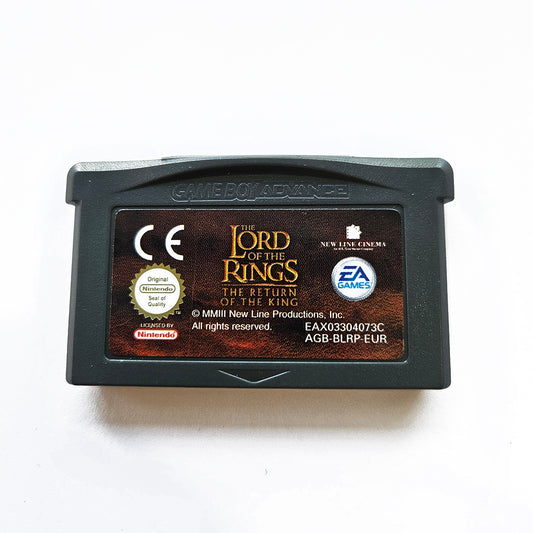 GAME BOY ADVANCE
CE
THE
LORD
OF THE
RINGS
THE RETURN
OF THE KING
NEW LINE CINEMA
Original
Nintendo
Seal of
Quality
EA
GAMES
LICENSED BY
Nintendo
© MMIII New Line Productions, Inc.
All rights reserved.
EAX03304073C
AGB-BLRP-EUR